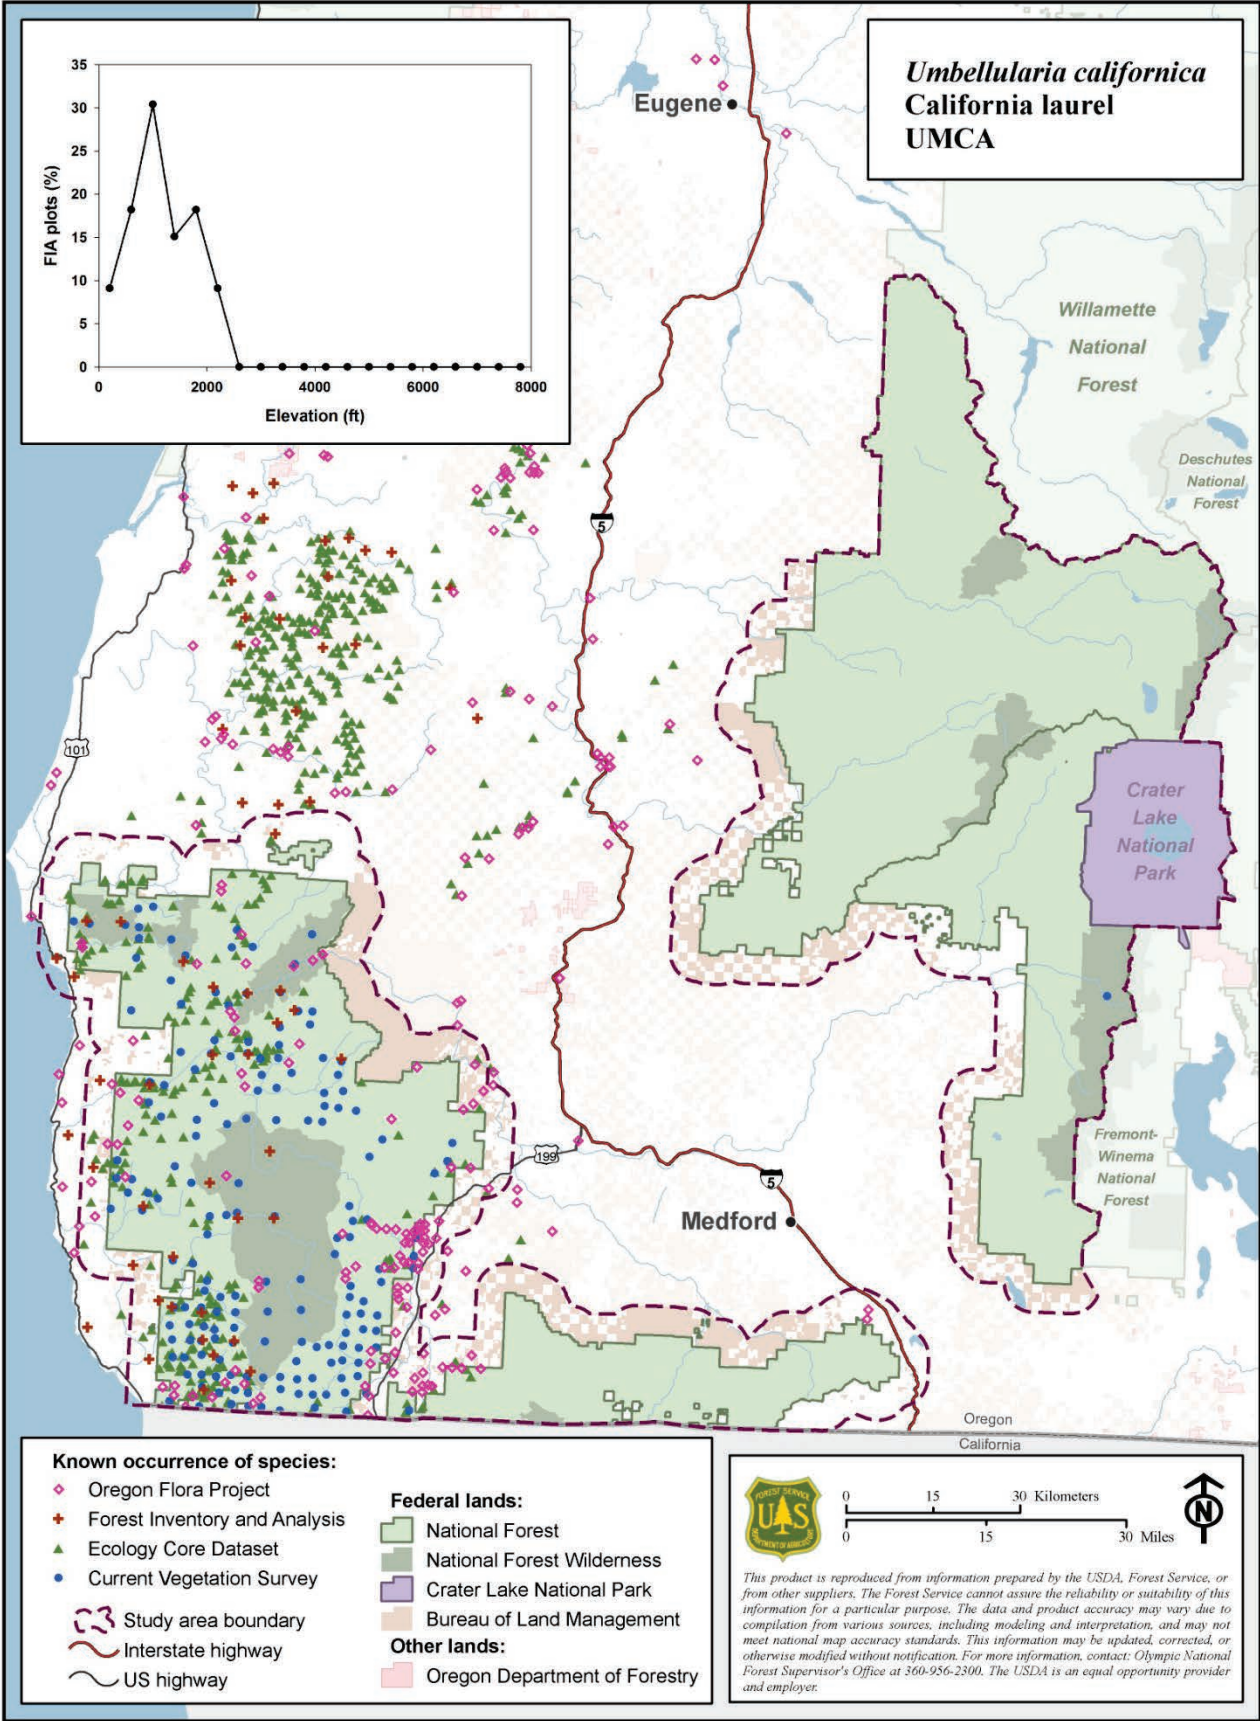 35
30
25
20
15
10
5
0
FIA plots (%)
0 2000 4000 6000 8000
Elevation (ft)
Umbellularia californica
California laurel
UMCA
Eugene
Willamette
National
Forest
Deschutes
National
Forest
5
101
Crater
Lake
National
Park
199
5
Medford
Fremont-
Winema
National
Forest
Oregon
California
Known occurrence of species:
Oregon Flora Project
Forest Inventory and Analysis
Ecology Core Dataset
Current Vegetation Survey
Study area boundary
Interstate highway
US highway
Federal lands:
National Forest
National Forest Wilderness
Crater Lake National Park
Bureau of Land Management
Other lands:
Oregon Department of Forestry
FOREST SERVICE
US
DEPARTMENT OF AGRICULTURE
0 15 30 Kilometers
0 15 30 Miles
N
This product is reproduced from information prepared by the USDA, Forest Service, or
from other suppliers. The Forest Service cannot assure the reliability or suitability of this
information for a particular purpose. The data and product accuracy may vary due to
compilation from various sources, including modeling and interpretation, and may not
meet national map accuracy standards. This information may be updated, corrected, or
otherwise modified without notification. For more information, contact: Olympic National
Forest Supervisor's Office at 360-956-2300. The USDA is an equal opportunity provider
and employer.